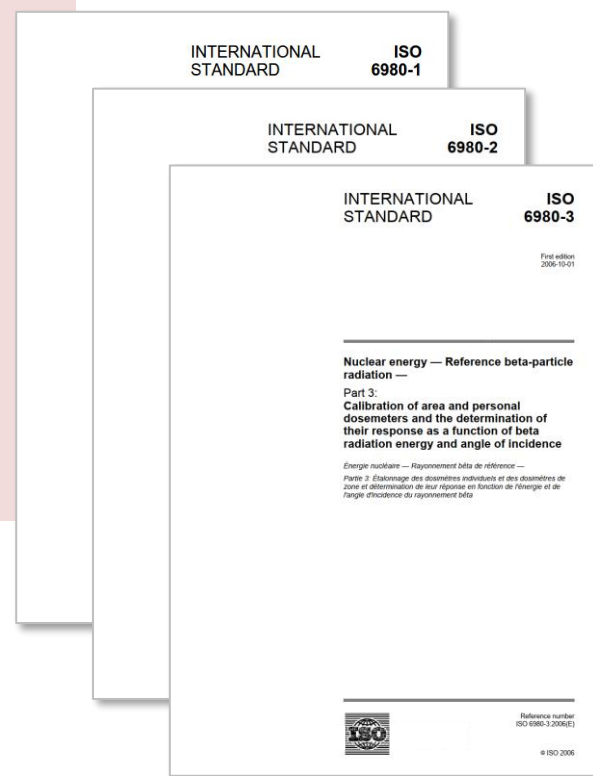 INTERNATIONAL ISO
STANDARD 6980-1
INTERNATIONAL ISO
STANDARD 6980-2
INTERNATIONAL ISO
STANDARD 6980-3
First edition
2006-10-01
Nuclear energy — Reference beta-particle
radiation —
Part 3:
Calibration of area and personal
dosemeters and the determination of
their response as a function of beta
radiation energy and angle of incidence
Énergie nucléaire — Rayonnement bêta de référence —
Partie 3: Étalonnage des dosimètres individuels et des dosimètres de
zone et détermination de leur réponse en fonction de l'énergie et de
l'angle d'incidence du rayonnement bêta
ISO
Reference number
ISO 6980-3:2006(E)
© ISO 2006